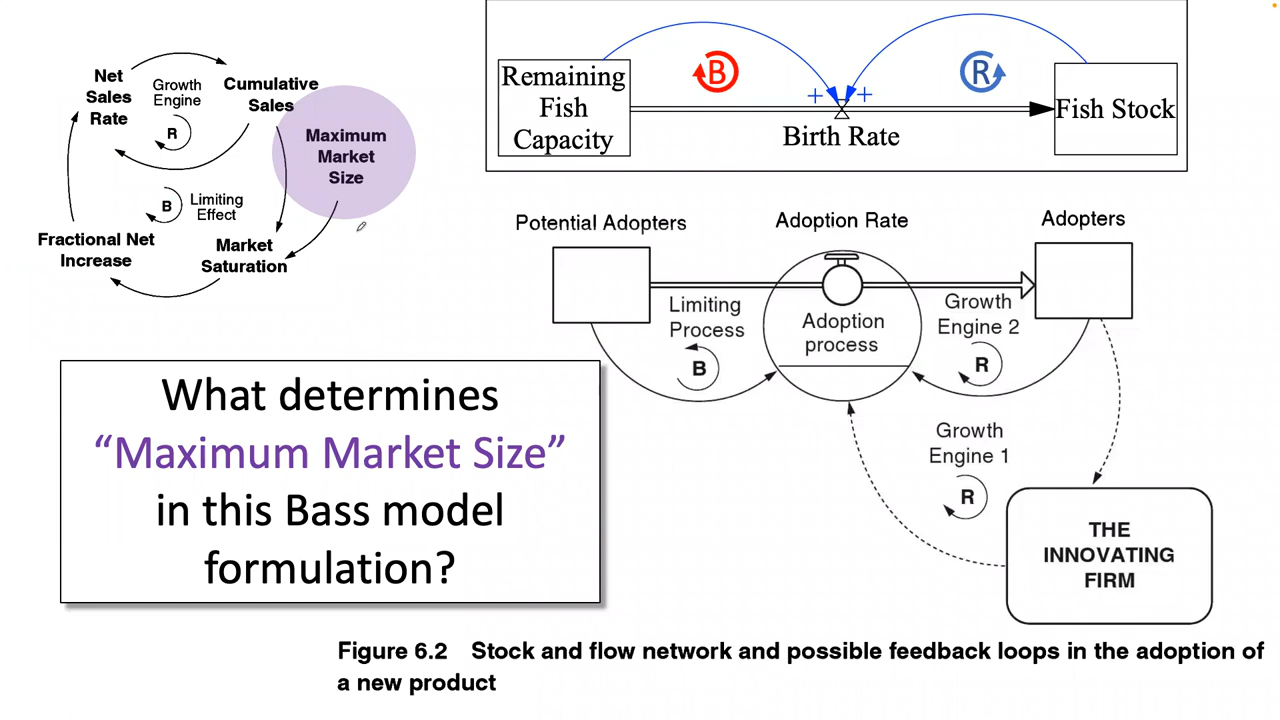 Net
Sales
Rate
Growth
Engine
R
Cumulative
Sales
Maximum
Market
Size
B
Limiting
Effect
Fractional Net
Increase
Market
Saturation
Remaining
Fish
Capacity
B
R
+
+
Birth Rate
Fish Stock
Potential Adopters
Adoption Rate
Adopters
Limiting
Process
B
Adoption
process
Growth
Engine 2
R
Growth
Engine 1
R
THE
INNOVATING
FIRM
What determines
“Maximum Market Size”
in this Bass model
formulation?
Figure 6.2 Stock and flow network and possible feedback loops in the adoption of
a new product